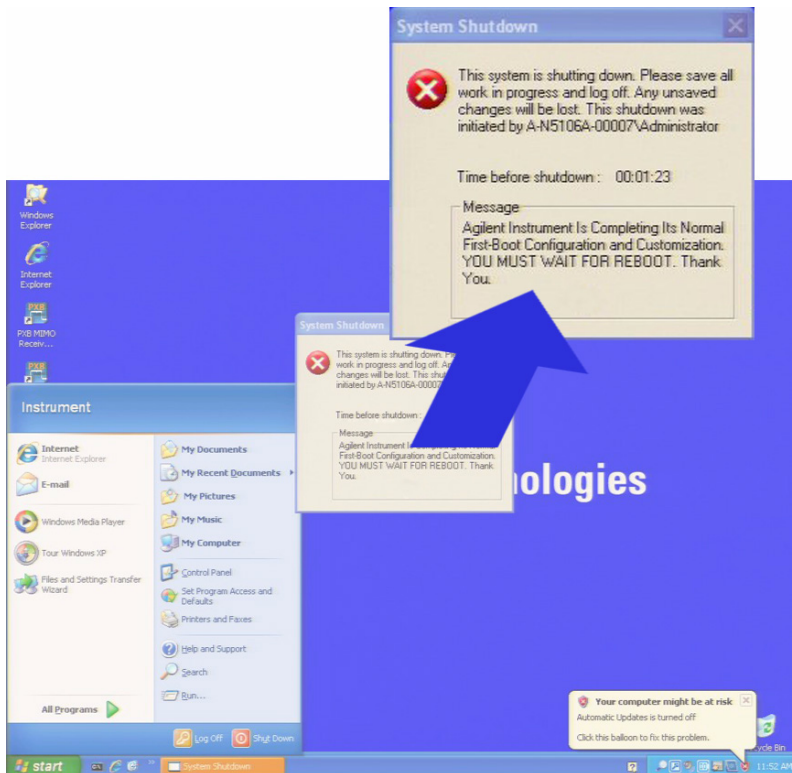 System Shutdown
This system is shutting down. Please save all
work in progress and log off. Any unsaved
changes will be lost. This shutdown was
initiated by A-N5106A-00007\Administrator
Time before shutdown : 00:01:23
Message
Agilent Instrument Is Completing Its Normal
First-Boot Configuration and Customization.
YOU MUST WAIT FOR REBOOT. Thank
You.
Windows
Explorer
Internet
Explorer
PXB
PXB MIMO
Receiv...
PXB
System Shutdown
This system is shutting down.
work in progress and log off.
changes will be lost. This
initiated by A-N5106A-00007
Time before shutdown :
Message
Agilent Instrument Normal
First-Boot Configuration and Customization.
YOU MUST WAIT FOR REBOOT. Thank
You.
ologies
Instrument
Internet
Internet Explorer
E-mail
Windows Media Player
Tour Windows XP
Files and Settings Transfer
Wizard
All Programs
My Documents
My Recent Documents
My Pictures
My Music
My Computer
Control Panel
Set Program Access and
Defaults
Printers and Faxes
Help and Support
Search
Run...
Log Off Shut Down
Your computer might be at risk
Automatic Updates is turned off
Click this balloon to fix this problem.
ycle Bin
start
System Shutdown
11:52 AM